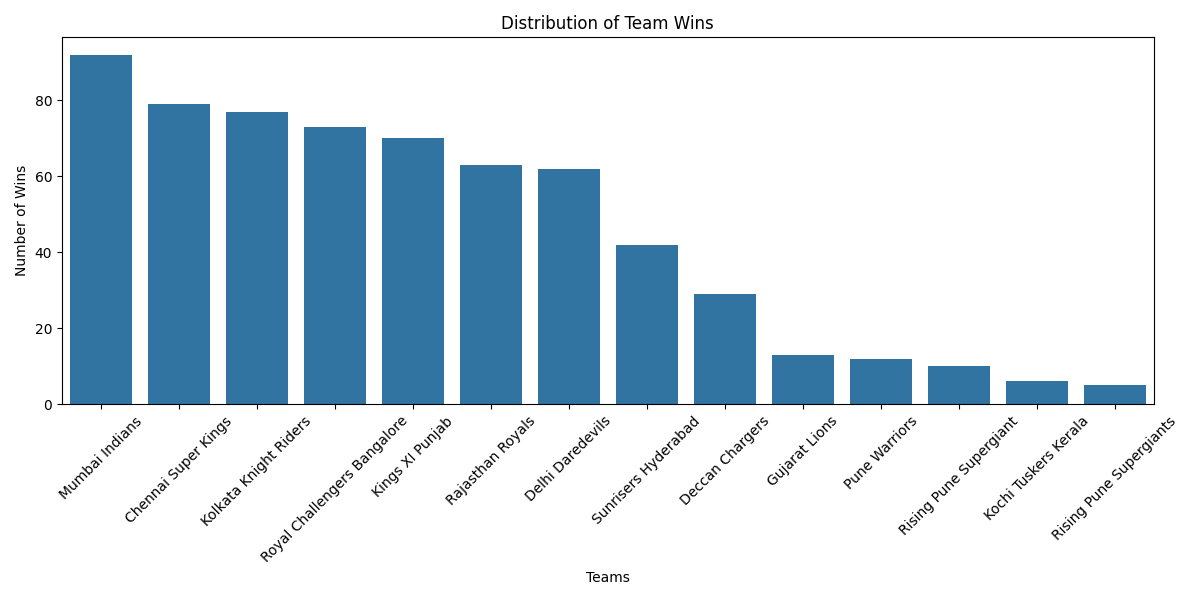 Distribution of Team Wins
Number of Wins
80
60
40
20
0
Mumbai Indians
Chennai Super Kings
Kolkata Knight Riders
Royal Challengers Bangalore
Kings XI Punjab
Rajasthan Royals
Delhi Daredevils
Sunrisers Hyderabad
Deccan Chargers
Gujarat Lions
Pune Warriors
Rising Pune Supergiant
Kochi Tuskers Kerala
Rising Pune Supergiants
Teams